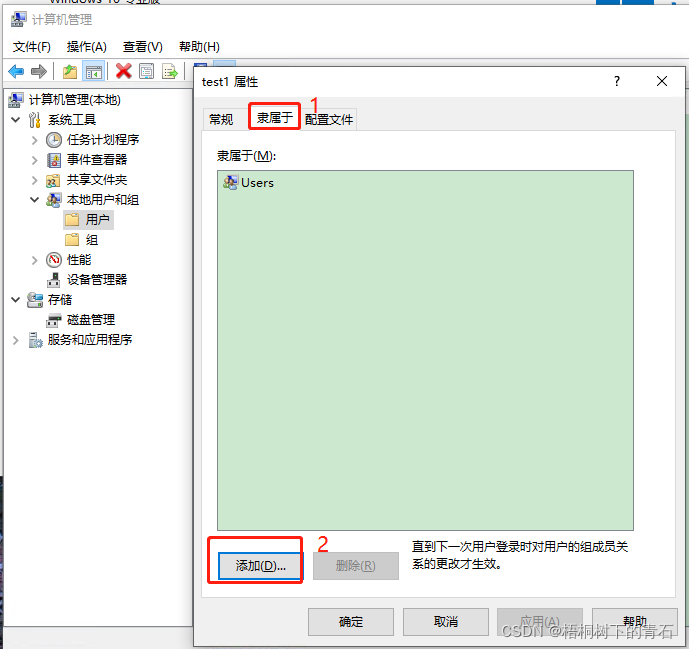 计算机管理
文件(F) 操作(A) 查看(V) 帮助(H)
计算机管理(本地)
系统工具
任务计划程序
事件查看器
共享文件夹
本地用户和组
用户
组
性能
设备管理器
存储
磁盘管理
服务和应用程序
test1 属性
?
常规 隶属于 配置文件
1
隶属于(M):
Users
2
添加(D)... 删除(R)
直到下一次用户登录时对用户的组成员关
系的更改才生效。
确定 取消 应用(A) 帮助
CSDN @梧桐树下的青石